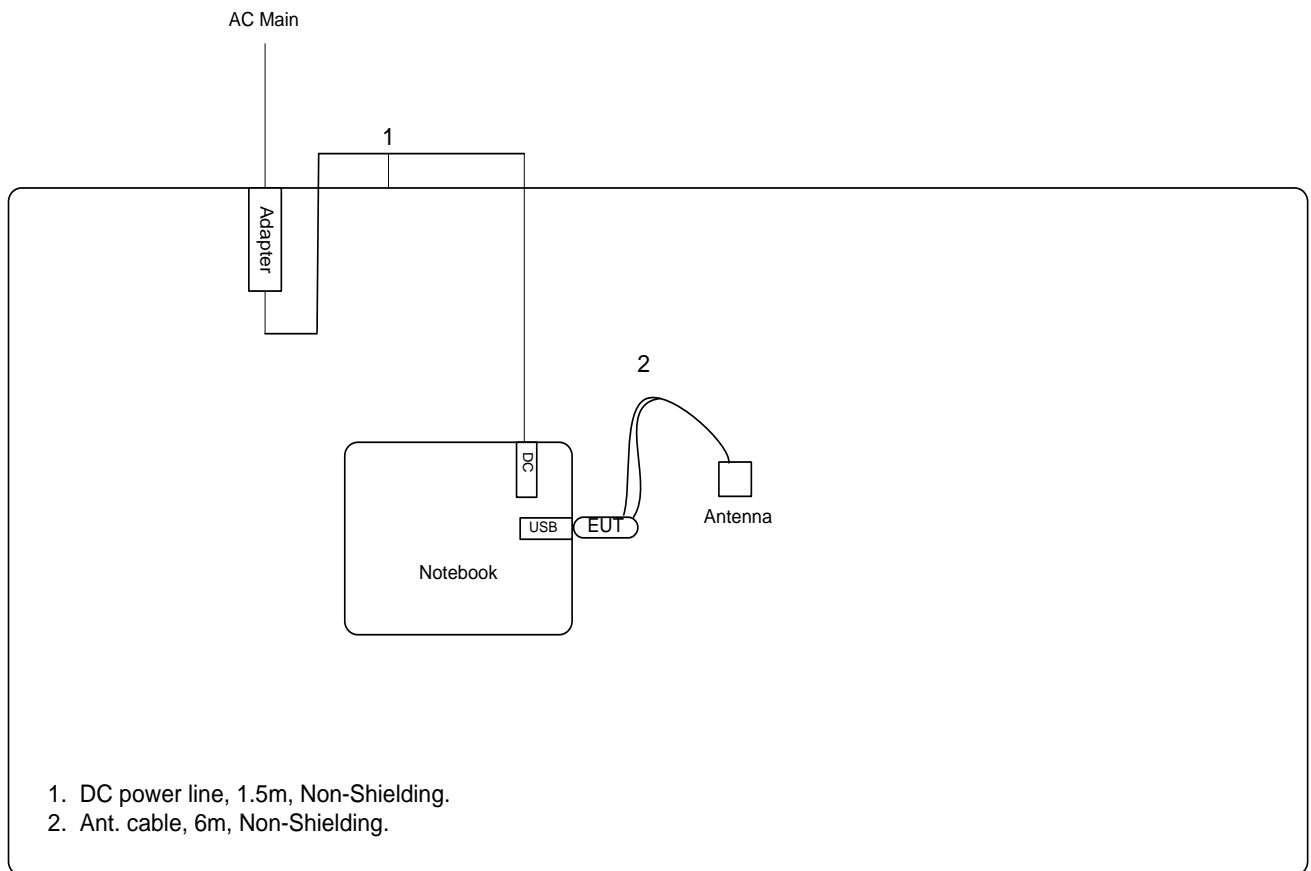 AC Main
1
Adapter
2
DC
USB
EUT
Antenna
Notebook
1. DC power line, 1.5m, Non-Shielding.
2. Ant. cable, 6m, Non-Shielding.